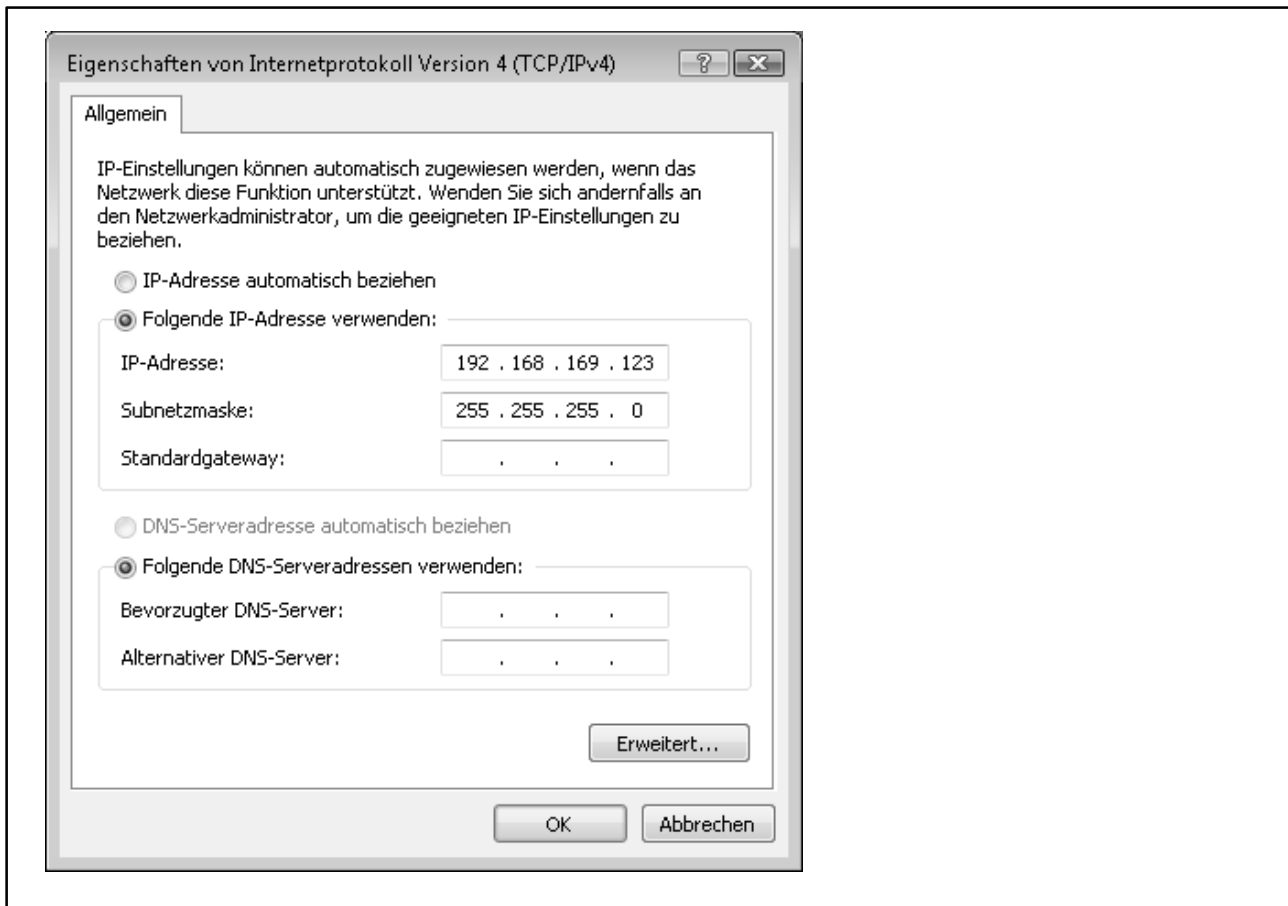 Eigenschaften von Internetprotokoll Version 4 (TCP/IPv4)
Allgemein
IP-Einstellungen können automatisch zugewiesen werden, wenn das
Netzwerk diese Funktion unterstützt. Wenden Sie sich andernfalls an
den Netzwerkadministrator, um die geeigneten IP-Einstellungen zu
beziehen.
IP-Adresse automatisch beziehen
Folgende IP-Adresse verwenden:
IP-Adresse: 192 . 168 . 169 . 123
Subnetzmaske: 255 . 255 . 255 . 0
Standardgateway: . . .
DNS-Serveradresse automatisch beziehen
Folgende DNS-Serveradressen verwenden:
Bevorzugter DNS-Server: . . .
Alternativer DNS-Server: . . .
Erweitert...
OK Abbrechen